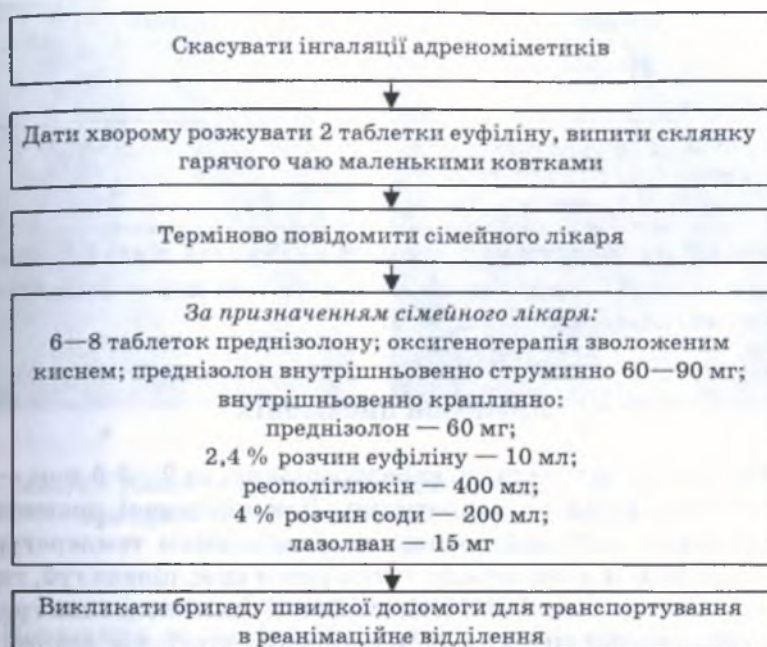 Скасувати інгаляції адреноміметиків
Дати хворому розжувати 2 таблетки еуфіліну, випити склянку
гарячого чаю маленькими ковтками
Терміново повідомити сімейного лікаря
За призначенням сімейного лікаря:
6—8 таблеток преднізолону; оксигенотерапія зволоженим
киснем; преднізолон внутрішньовенно струминно 60—90 мг;
внутрішньовенно краплинно:
преднізолон — 60 мг;
2,4 % розчин еуфіліну — 10 мл;
реополіглюкін — 400 мл;
4 % розчин соди — 200 мл;
лазолван — 15 мг
Викликати бригаду швидкої допомоги для транспортування
в реанімаційне відділення